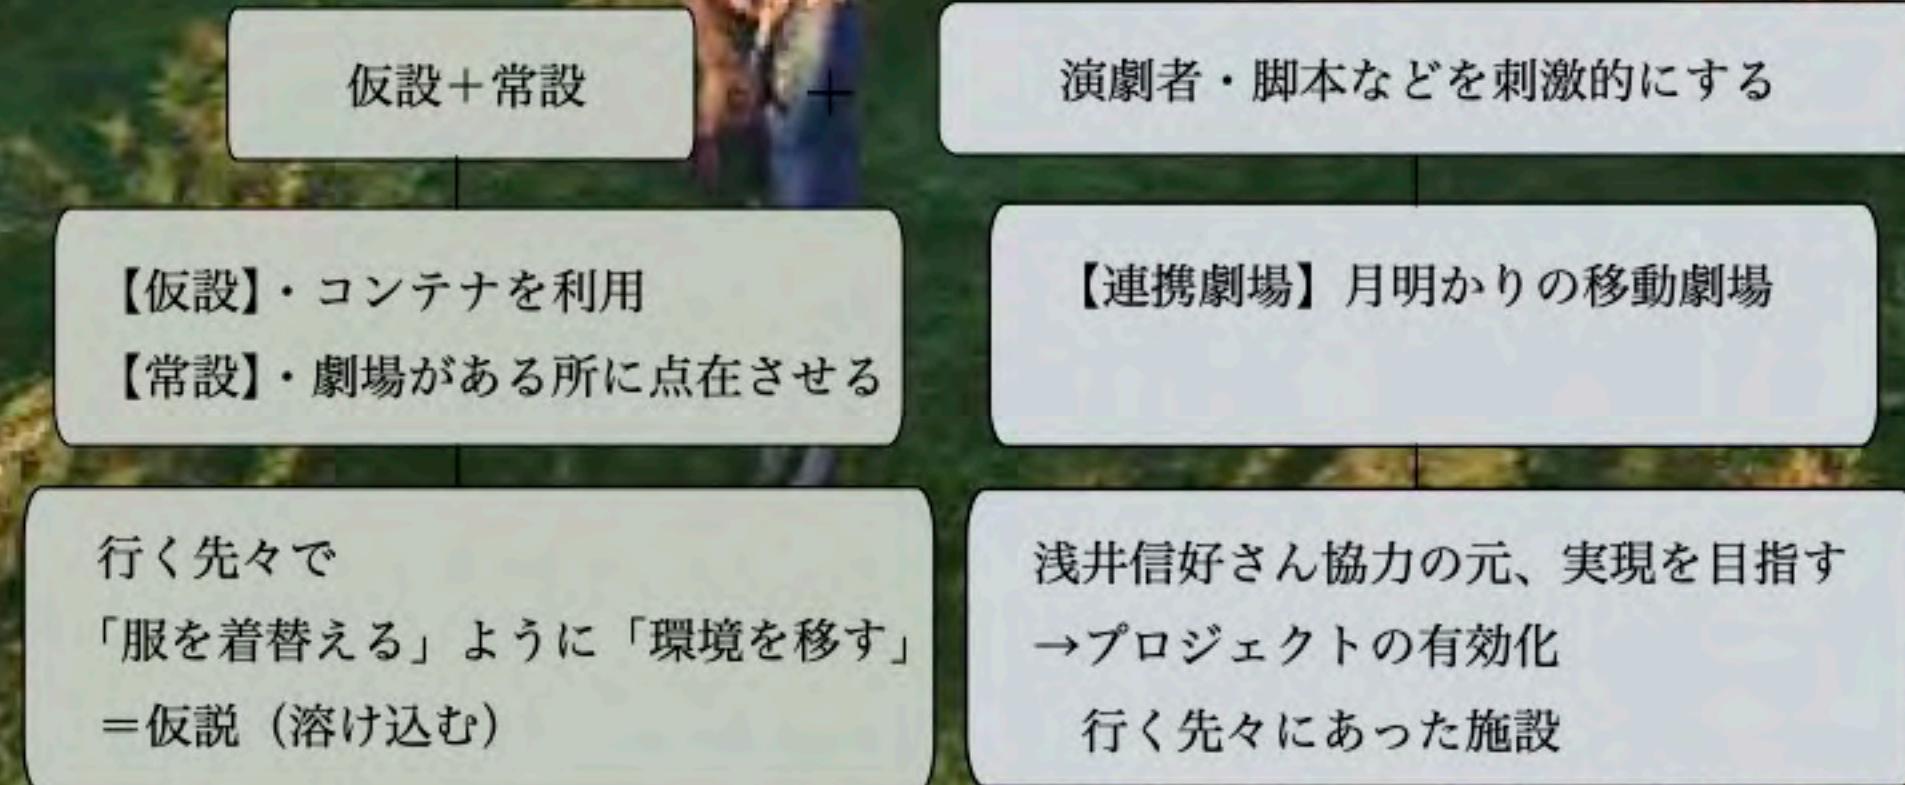 仮設＋常設
【仮設】・コンテナを利用
【常設】・劇場がある所に点在させる
行く先々で
「服を着替える」ように「環境を移す」
＝仮説（溶け込む）
＋
演劇者・脚本などを刺激的にする
【連携劇場】月明かりの移動劇場
浅井信好さん協力の元、実現を目指す
→プロジェクトの有効化
行く先々にあった施設